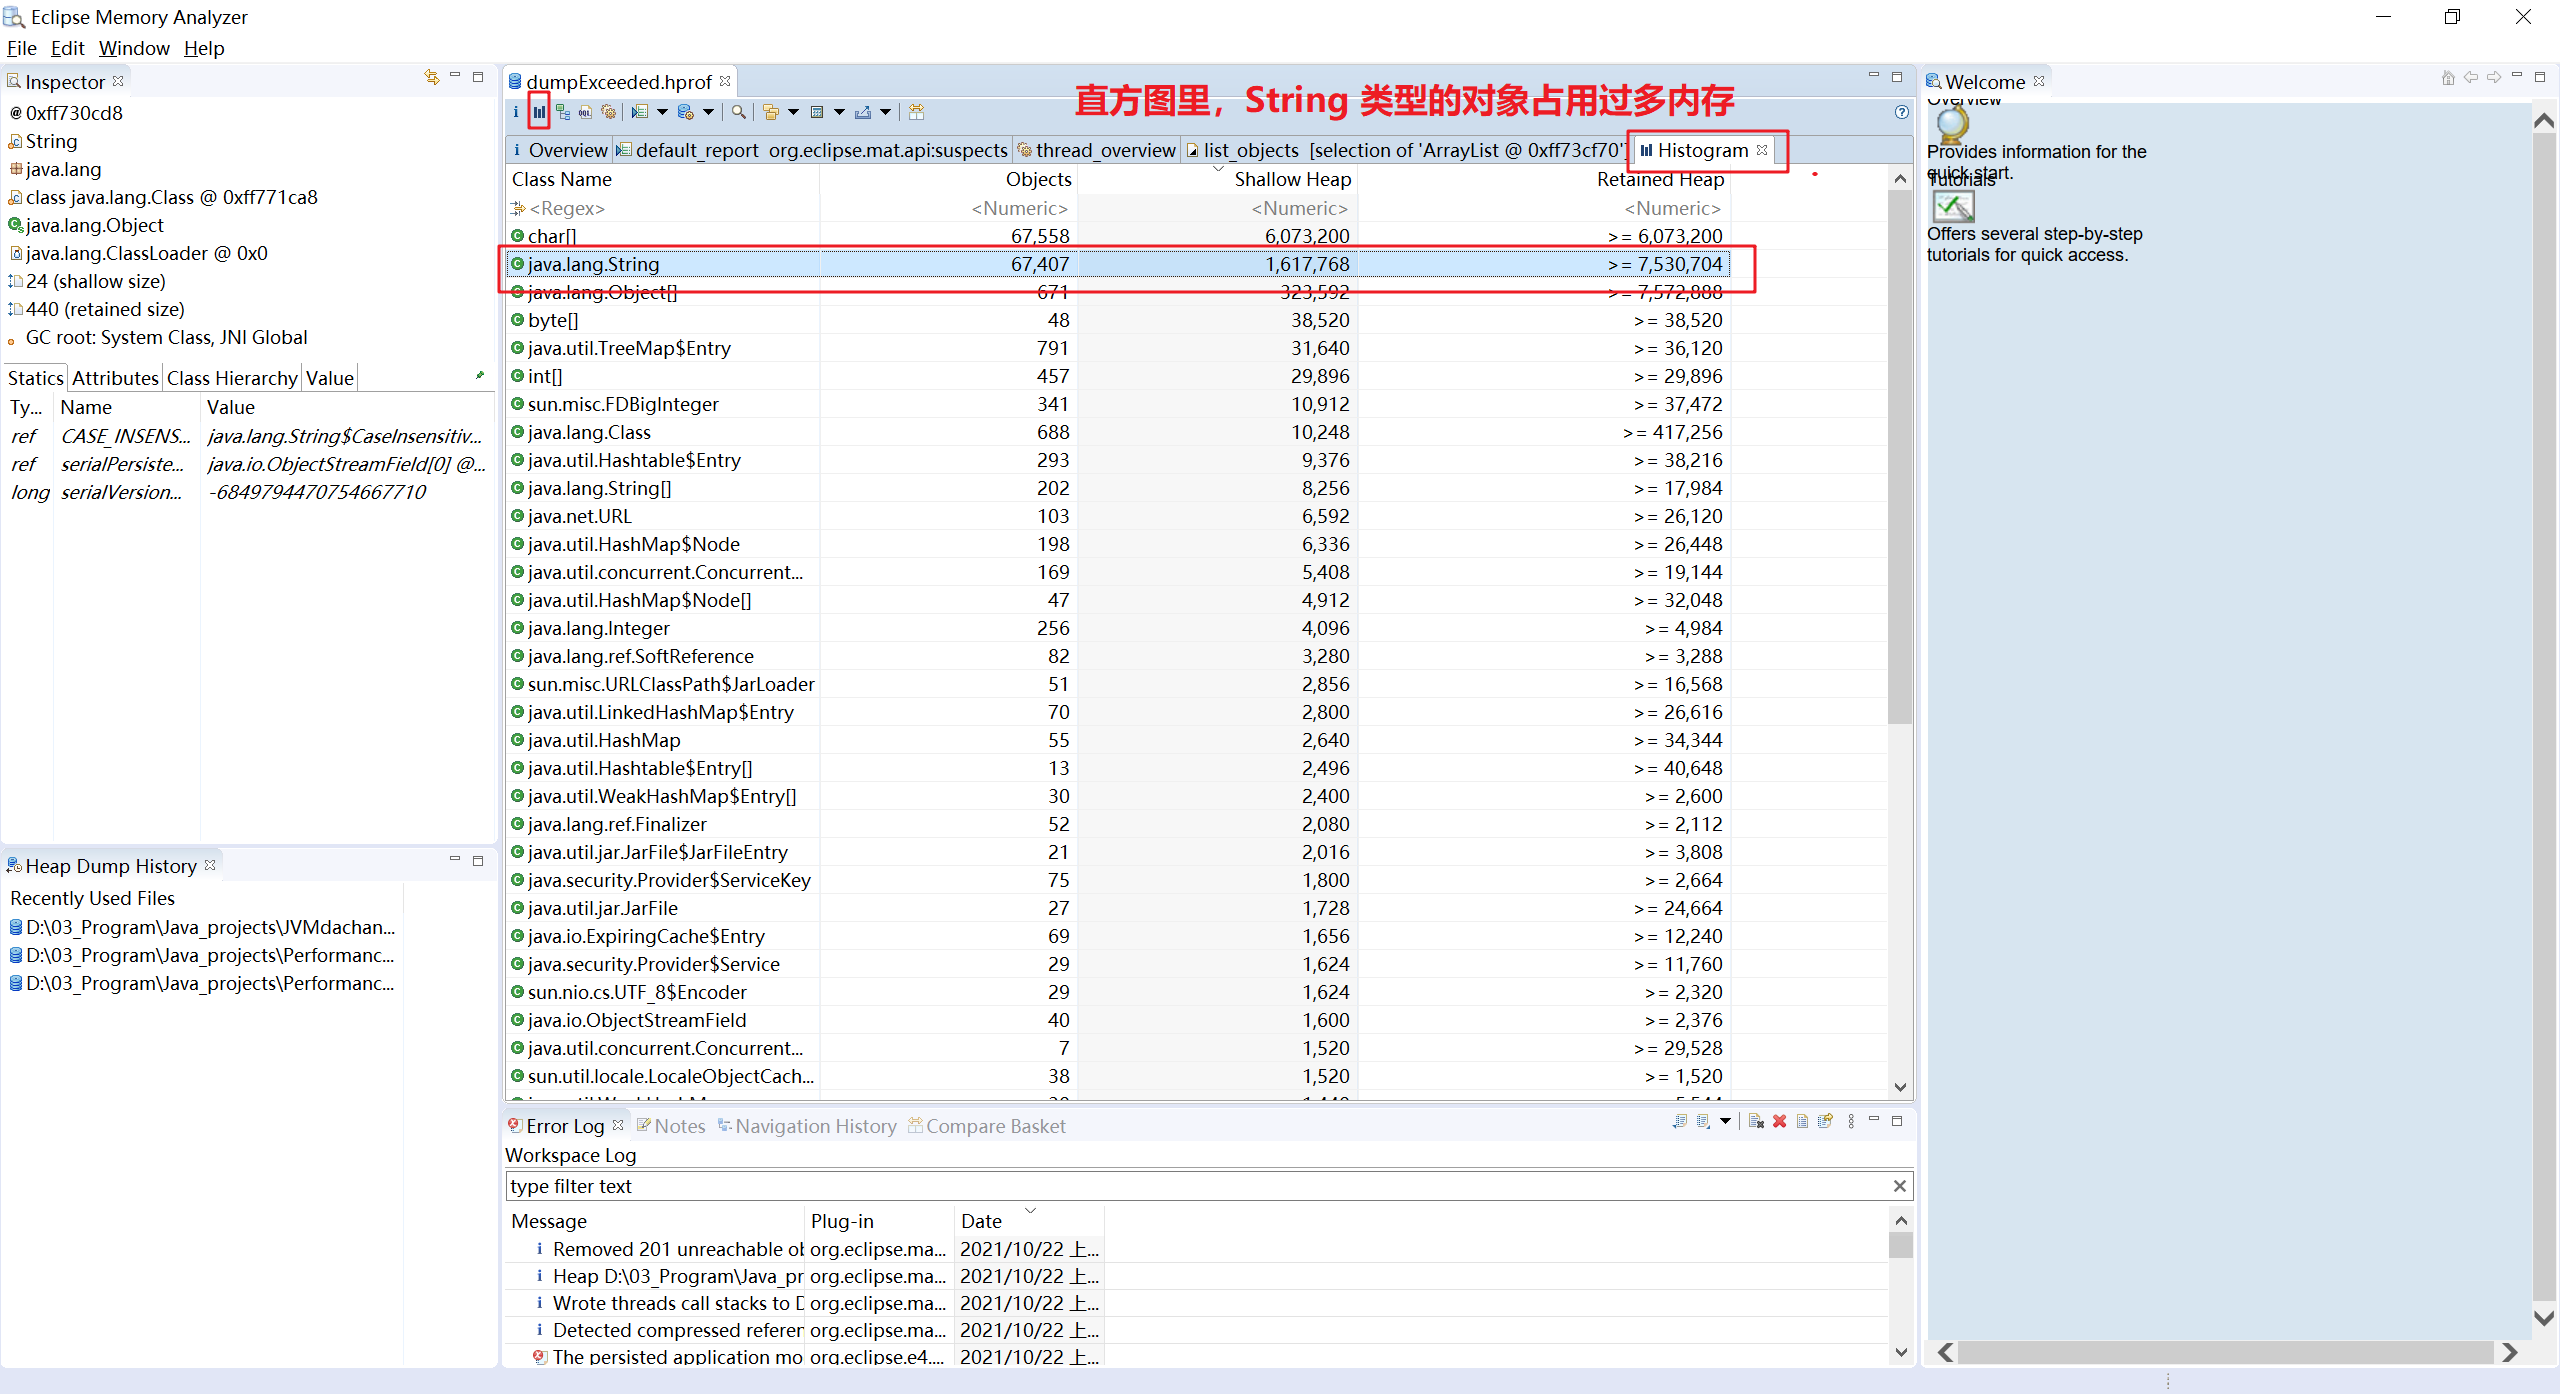 Eclipse Memory Analyzer
File Edit Window Help
Inspector
@ 0xff730cd8
String
java.lang
class java.lang.Class @ 0xff771ca8
java.lang.Object
java.lang.ClassLoader @ 0x0
24 (shallow size)
440 (retained size)
GC root: System Class, JNI Global
Statics Attributes Class Hierarchy Value
Ty... Name Value
ref CASE_INSENS... java.lang.String$CaseInsensitiv...
ref serialPersiste... java.io.ObjectStreamField[0] @...
long serialVersion... -6849794470754667710
Heap Dump History
Recently Used Files
D:\03_Program\Java_projects\JVMdachan...
D:\03_Program\Java_projects\Performanc...
D:\03_Program\Java_projects\Performanc...
dumpExceeded.hprof
直方图里，String 类型的对象占用过多内存
Overview default_report org.eclipse.mat.api:suspects thread_overview list_objects [selection of 'ArrayList @ 0xff73cf70'] Histogram
Class Name Objects Shallow Heap Retained Heap
<Regex> <Numeric> <Numeric> <Numeric>
char[] 67,558 6,073,200 >= 6,073,200
java.lang.String 67,407 1,617,768 >= 7,530,704
java.lang.Object[] 671 323,592 >= 7,572,888
byte[] 48 38,520 >= 38,520
java.util.TreeMap$Entry 791 31,640 >= 36,120
int[] 457 29,896 >= 29,896
sun.misc.FDBigInteger 341 10,912 >= 37,472
java.lang.Class 688 10,248 >= 417,256
java.util.Hashtable$Entry 293 9,376 >= 38,216
java.lang.String[] 202 8,256 >= 17,984
java.net.URL 103 6,592 >= 26,120
java.util.HashMap$Node 198 6,336 >= 26,448
java.util.concurrent.Concurrent... 169 5,408 >= 19,144
java.util.HashMap$Node[] 47 4,912 >= 32,048
java.lang.Integer 256 4,096 >= 4,984
java.lang.ref.SoftReference 82 3,280 >= 3,288
sun.misc.URLClassPath$JarLoader 51 2,856 >= 16,568
java.util.LinkedHashMap$Entry 70 2,800 >= 26,616
java.util.HashMap 55 2,640 >= 34,344
java.util.Hashtable$Entry[] 13 2,496 >= 40,648
java.util.WeakHashMap$Entry[] 30 2,400 >= 2,600
java.lang.ref.Finalizer 52 2,080 >= 2,112
java.util.jar.JarFile$JarFileEntry 21 2,016 >= 3,808
java.security.Provider$ServiceKey 75 1,800 >= 2,664
java.util.jar.JarFile 27 1,728 >= 24,664
java.io.ExpiringCache$Entry 69 1,656 >= 12,240
java.security.Provider$Service 29 1,624 >= 11,760
sun.nio.cs.UTF_8$Encoder 29 1,624 >= 2,320
java.io.ObjectStreamField 40 1,600 >= 2,376
java.util.concurrent.Concurrent... 7 1,520 >= 29,528
sun.util.locale.LocaleObjectCach... 38 1,520 >= 1,520
Error Log Notes Navigation History Compare Basket
Workspace Log
type filter text
Message Plug-in Date
Removed 201 unreachable ob org.eclipse.ma... 2021/10/22 上...
Heap D:\03_Program\Java_pr org.eclipse.ma... 2021/10/22 上...
Wrote threads call stacks to D org.eclipse.ma... 2021/10/22 上...
Detected compressed referen org.eclipse.ma... 2021/10/22 上...
The persisted application mo org.eclipse.e4.... 2021/10/22 上...
Welcome
Overview
Provides information for the
quick start.
Tutorials
Offers several step-by-step
tutorials for quick access.